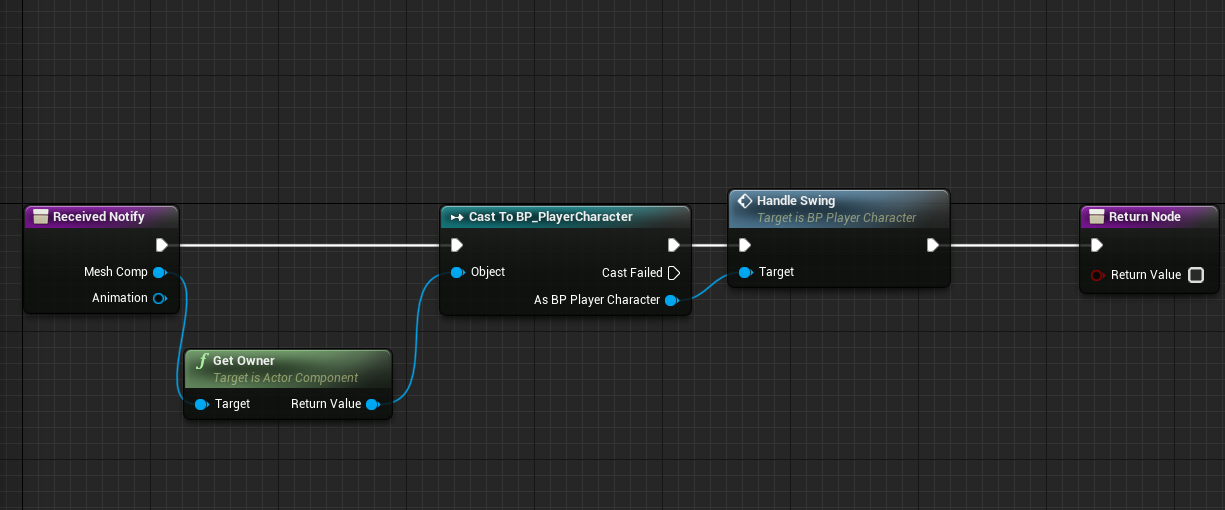 Received Notify
Mesh Comp
Animation
f Get Owner
Target is Actor Component
Target
Return Value
Cast To BP_PlayerCharacter
Object
Cast Failed
As BP Player Character
Handle Swing
Target is BP Player Character
Target
Return Node
Return Value